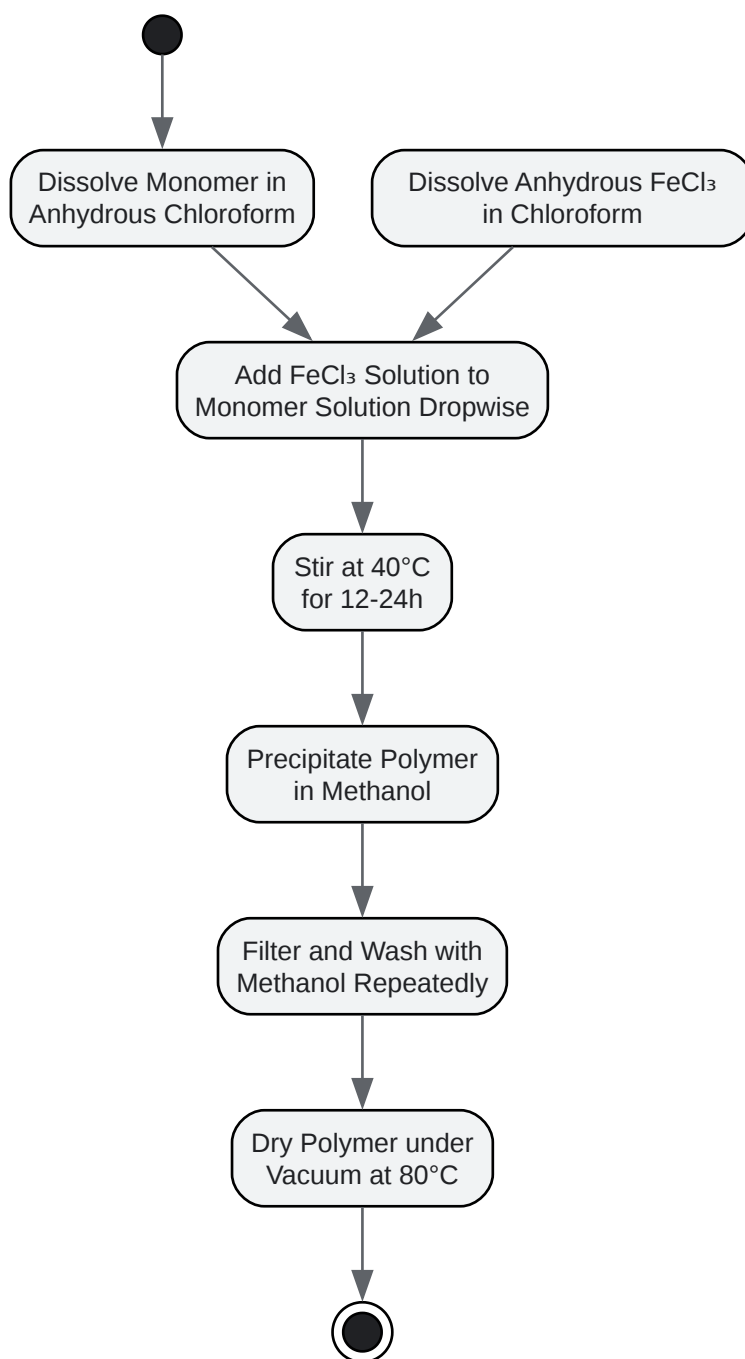 Dissolve Monomer in
Anhydrous Chloroform
Dissolve Anhydrous FeCl₃
in Chloroform
Add FeCl₃ Solution to
Monomer Solution Dropwise
Stir at 40°C
for 12-24h
Precipitate Polymer
in Methanol
Filter and Wash with
Methanol Repeatedly
Dry Polymer under
Vacuum at 80°C